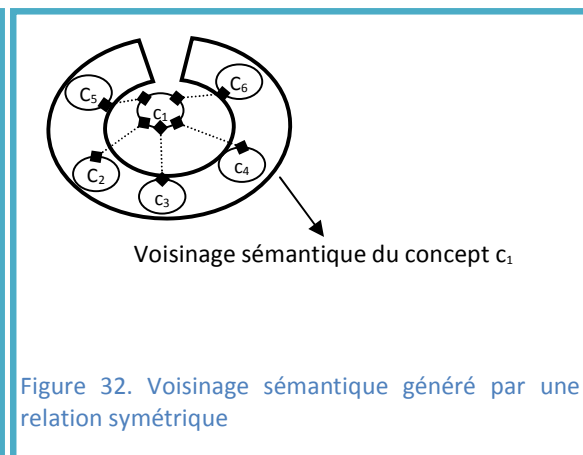 C₅ C₆
c₁
C₂ c₄
c₃
Voisinage sémantique du concept c₁
Figure 32. Voisinage sémantique généré par une
relation symétrique